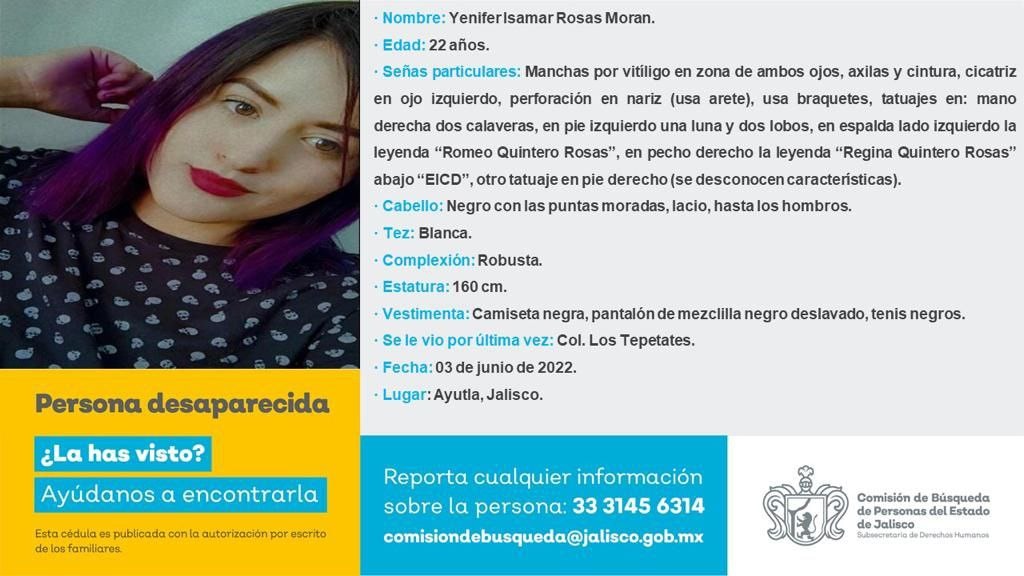 · Nombre: Yenifer Isamar Rosas Moran.
· Edad: 22 años.
· Señas particulares: Manchas por vitíligo en zona de ambos ojos, axilas y cintura, cicatriz
en ojo izquierdo, perforación en nariz (usa arete), usa braquetes, tatuajes en: mano
derecha dos calaveras, en pie izquierdo una luna y dos lobos, en espalda lado izquierdo la
leyenda “Romeo Quintero Rosas”, en pecho derecho la leyenda “Regina Quintero Rosas”
abajo “EICD”, otro tatuaje en pie derecho (se desconocen características).
· Cabello: Negro con las puntas moradas, lacio, hasta los hombros.
· Tez: Blanca.
· Complexión: Robusta.
· Estatura: 160 cm.
· Vestimenta: Camiseta negra, pantalón de mezclilla negro deslavado, tenis negros.
· Se le vio por última vez: Col. Los Tepetates.
· Fecha: 03 de junio de 2022.
· Lugar: Ayutla, Jalisco.
Persona desaparecida
¿La has visto?
Ayúdanos a encontrarla
Esta cédula es publicada con la autorización por escrito
de los familiares.
Reporta cualquier información
sobre la persona: 33 3145 6314
comisiondebusqueda@jalisco.gob.mx
Comisión de Búsqueda
de Personas del Estado
de Jalisco
Subsecretaría de Derechos Humanos